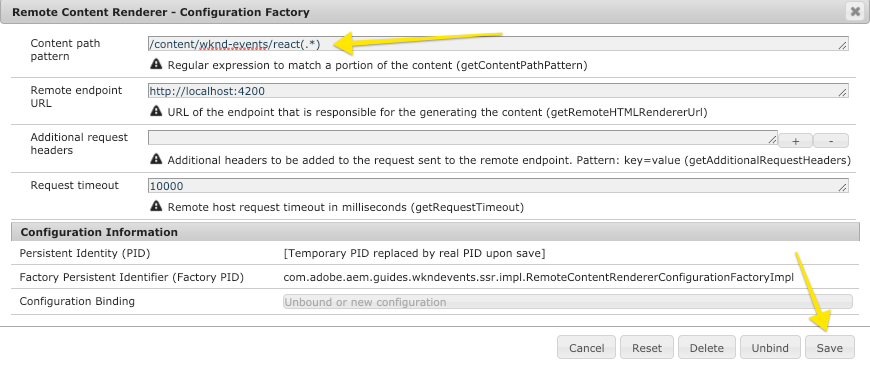 Remote Content Renderer - Configuration Factory
Content path
pattern
/content/wknd-events/react(.*)
Regular expression to match a portion of the content (getContentPathPattern)
Remote endpoint
URL
http://localhost:4200
URL of the endpoint that is responsible for the generating the content (getRemoteHTMLRendererUrl)
Additional request
headers
+ -
Additional headers to be added to the request sent to the remote endpoint. Pattern: key=value (getAdditionalRequestHeaders)
Request timeout
10000
Remote host request timeout in milliseconds (getRequestTimeout)
Configuration Information
Persistent Identity (PID) [Temporary PID replaced by real PID upon save]
Factory Persistent Identifier (Factory PID) com.adobe.aem.guides.wkndevents.ssr.impl.RemoteContentRendererConfigurationFactoryImpl
Configuration Binding Unbound or new configuration
Cancel Reset Delete Unbind Save